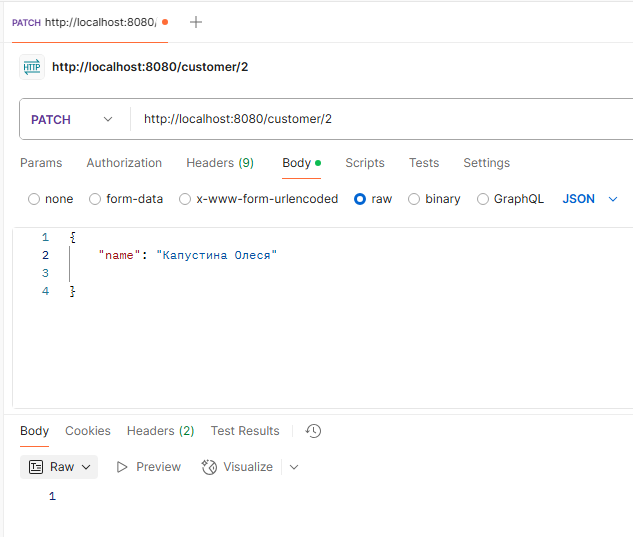 PATCH http://localhost:8080/
HTTP http://localhost:8080/customer/2
PATCH http://localhost:8080/customer/2
Params Authorization Headers (9) Body Scripts Tests Settings
none form-data x-www-form-urlencoded raw binary GraphQL JSON
1 {
2 "name": "Капустина Олеся"
3
4 }
Body Cookies Headers (2) Test Results
Raw Preview Visualize
1